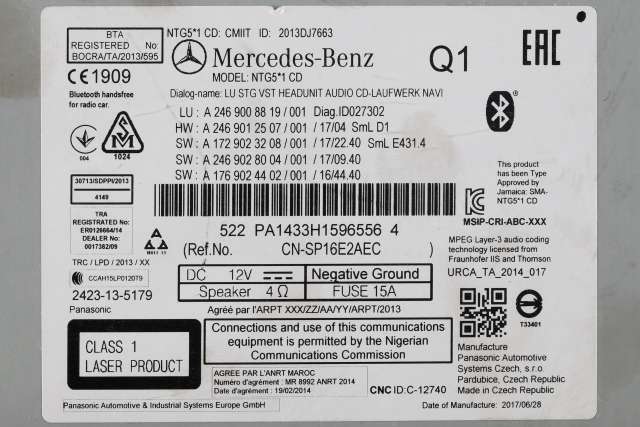 BTA
REGISTERED No:
BOCRA/TA/2013/595
NTG5*1 CD: CMIIT ID: 2013DJ7663
Mercedes-Benz
MODEL: NTG5*1 CD
Q1
EAC
CE1909
Bluetooth handsfree
for radio car.
Dialog-name: LU STG VST HEADUNIT AUDIO CD-LAUFWERK NAVI
LU : A 246 900 88 19 / 001 Diag.ID027302
HW : A 246 901 25 07 / 001 / 17/04 SmL D1
SW : A 172 902 32 08 / 001 / 17/22.40 SmL E431.4
SW : A 246 902 80 04 / 001 / 17/09.40
SW : A 176 902 44 02 / 001 / 16/44.40
004
1024
30713/SDPPI/2013
4149
TRA
REGISTERED No:
ER0126664/14
DEALER No:
0017382/09
TRC / LPD / 2013 / XX
CCAH15LP0120T9
2423-13-5179
Panasonic
522 PA1433H1596556 4
(Ref.No. CN-SP16E2AEC )
DC 12V Negative Ground
Speaker 4 Ω FUSE 15A
Agréé par l'ARPT XXX/ZZ/AA/YY/ARPT/2013
Connections and use of this communications
equipment is permitted by the Nigerian
Communications Commission
CLASS 1
LASER PRODUCT
AGREE PAR L'ANRT MAROC
Numéro d'agrément : MR 8992 ANRT 2014
Date d'agrément : 19/02/2014
Panasonic Automotive & Industrial Systems Europe GmbH
This product
has been
Type Approved by
Jamaica: SMA-
NTG5*1 CD
MSIP-CRI-ABC-XXX
MPEG Layer-3 audio coding
technology licensed from
Fraunhofer IIS and Thomson
URCA_TA_2014_017
T33401
Manufacture
Panasonic Automotive
Systems Czech, s.r.o
Pardubice, Czech Republic
Made in Czech Republic
CNC ID:C-12740
Date of Manufacture: 2017/06/28